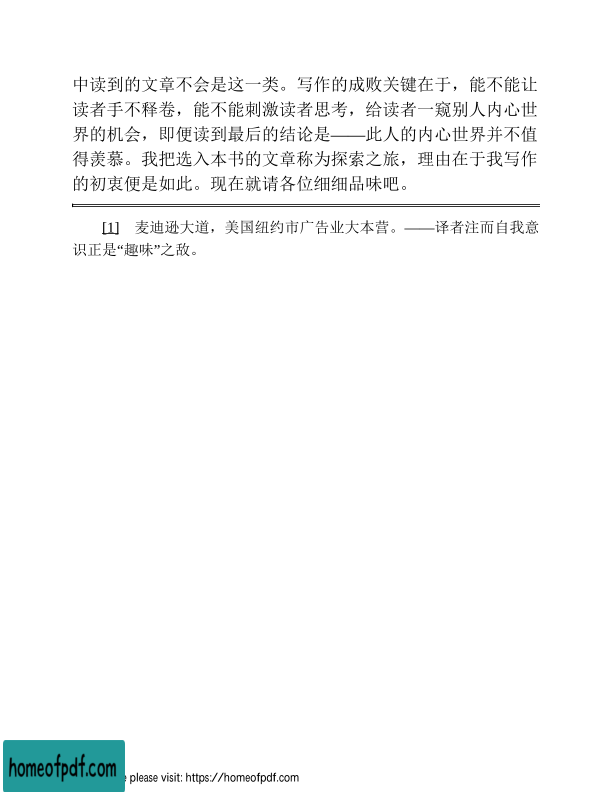 中读到的文章不会是这一类。写作的成败关键在于，能不能让
读者手不释卷，能不能刺激读者思考，给读者一窥别人内心世
界的机会，即便读到最后的结论是——此人的内心世界并不值
得羡慕。我把选入本书的文章称为探索之旅，理由在于我写作
的初衷便是如此。现在就请各位细细品味吧。
[1] 麦迪逊大道，美国纽约市广告业大本营。——译者注而自我意
识正是“趣味”之敌。
homeofpdf.com
e please visit: https://homeofpdf.com